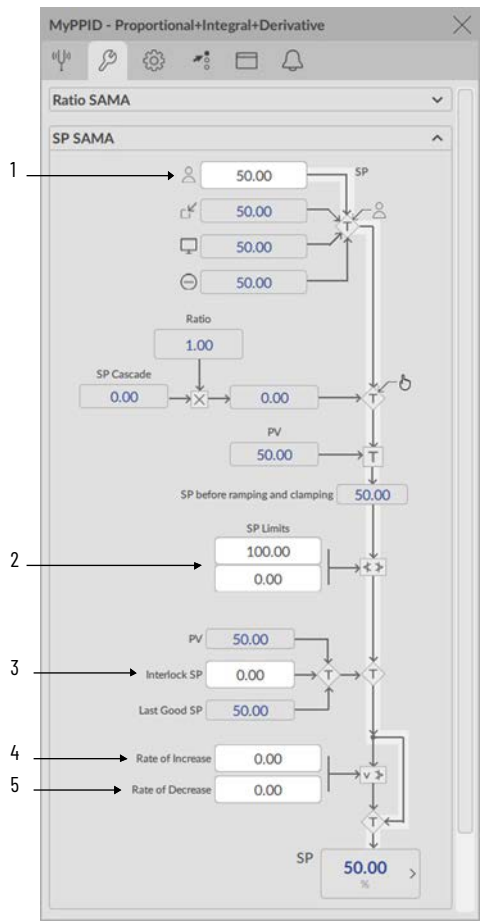 MyPPID - Proportional+Integral+Derivative
Ratio SAMA
SP SAMA
1
50.00
SP
50.00
T
50.00
50.00
Ratio
1.00
SP Cascade
0.00
0.00
T
PV
50.00
T
SP before ramping and clamping
50.00
SP Limits
100.00
2
0.00
PV
50.00
3
Interlock SP
0.00
T
T
Last Good SP
50.00
4
Rate of Increase
0.00
5
Rate of Decrease
0.00
T
SP
50.00
%